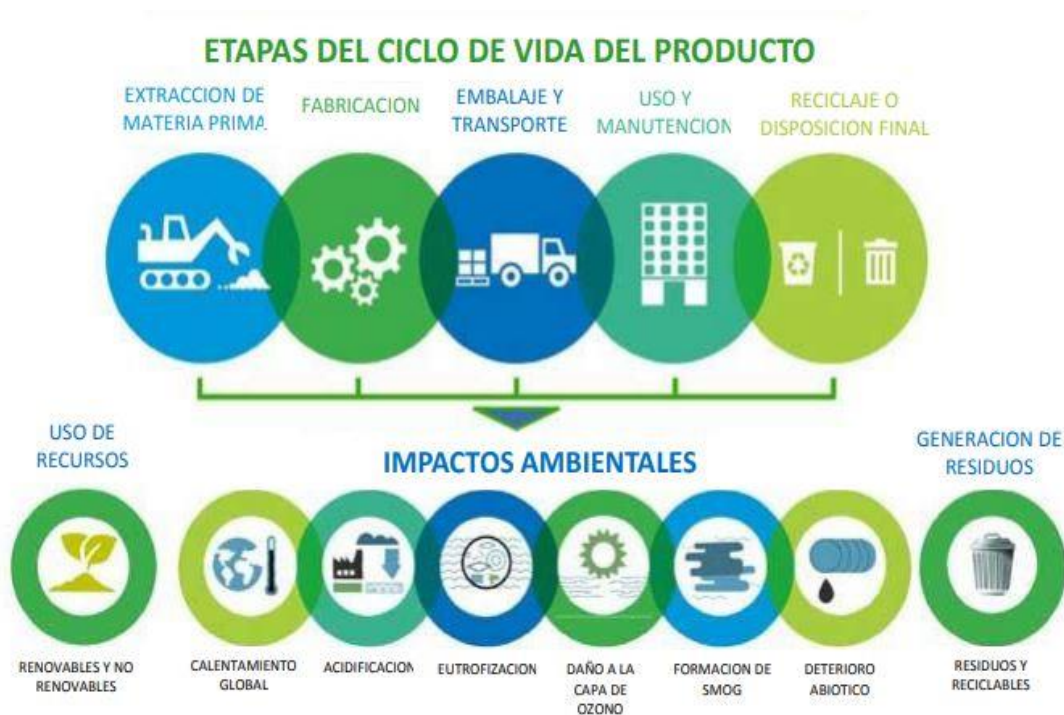 ETAPAS DEL CICLO DE VIDA DEL PRODUCTO
EXTRACCION DE
MATERIA PRIMA
FABRICACION
EMBALAJE Y
TRANSPORTE
USO Y
MANUTENCION
RECICLAJE O
DISPOSICION FINAL
USO DE
RECURSOS
IMPACTOS AMBIENTALES
GENERACION DE
RESIDUOS
RENOVABLES Y NO
RENOVABLES
CALENTAMIENTO
GLOBAL
ACIDIFICACION
EUTROFIZACION
DAÑO A LA
CAPA DE
OZONO
FORMACION DE
SMOG
DETERIORO
ABIOTICO
RESIDUOS Y
RECICLABLES